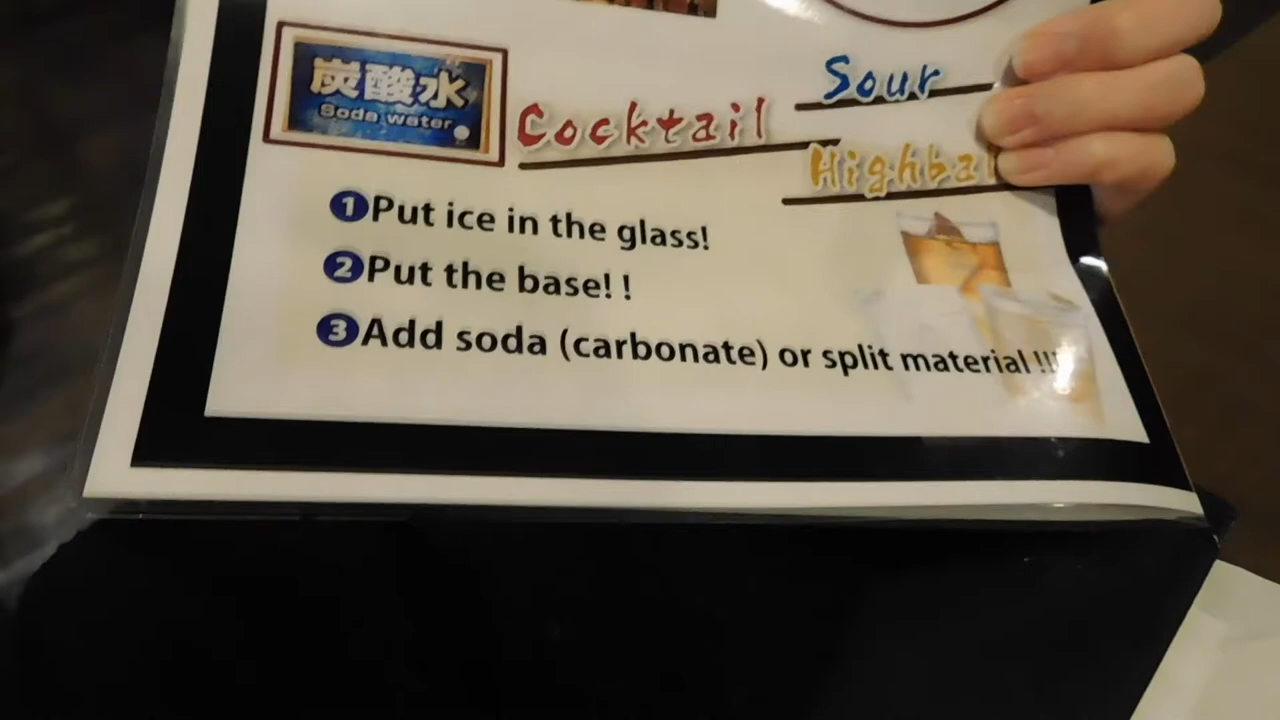 炭酸水
Soda water
Cocktail
Sour
❶Put ice in the glass!
❷Put the base! !
❸Add soda (carbonate) or split material !!!